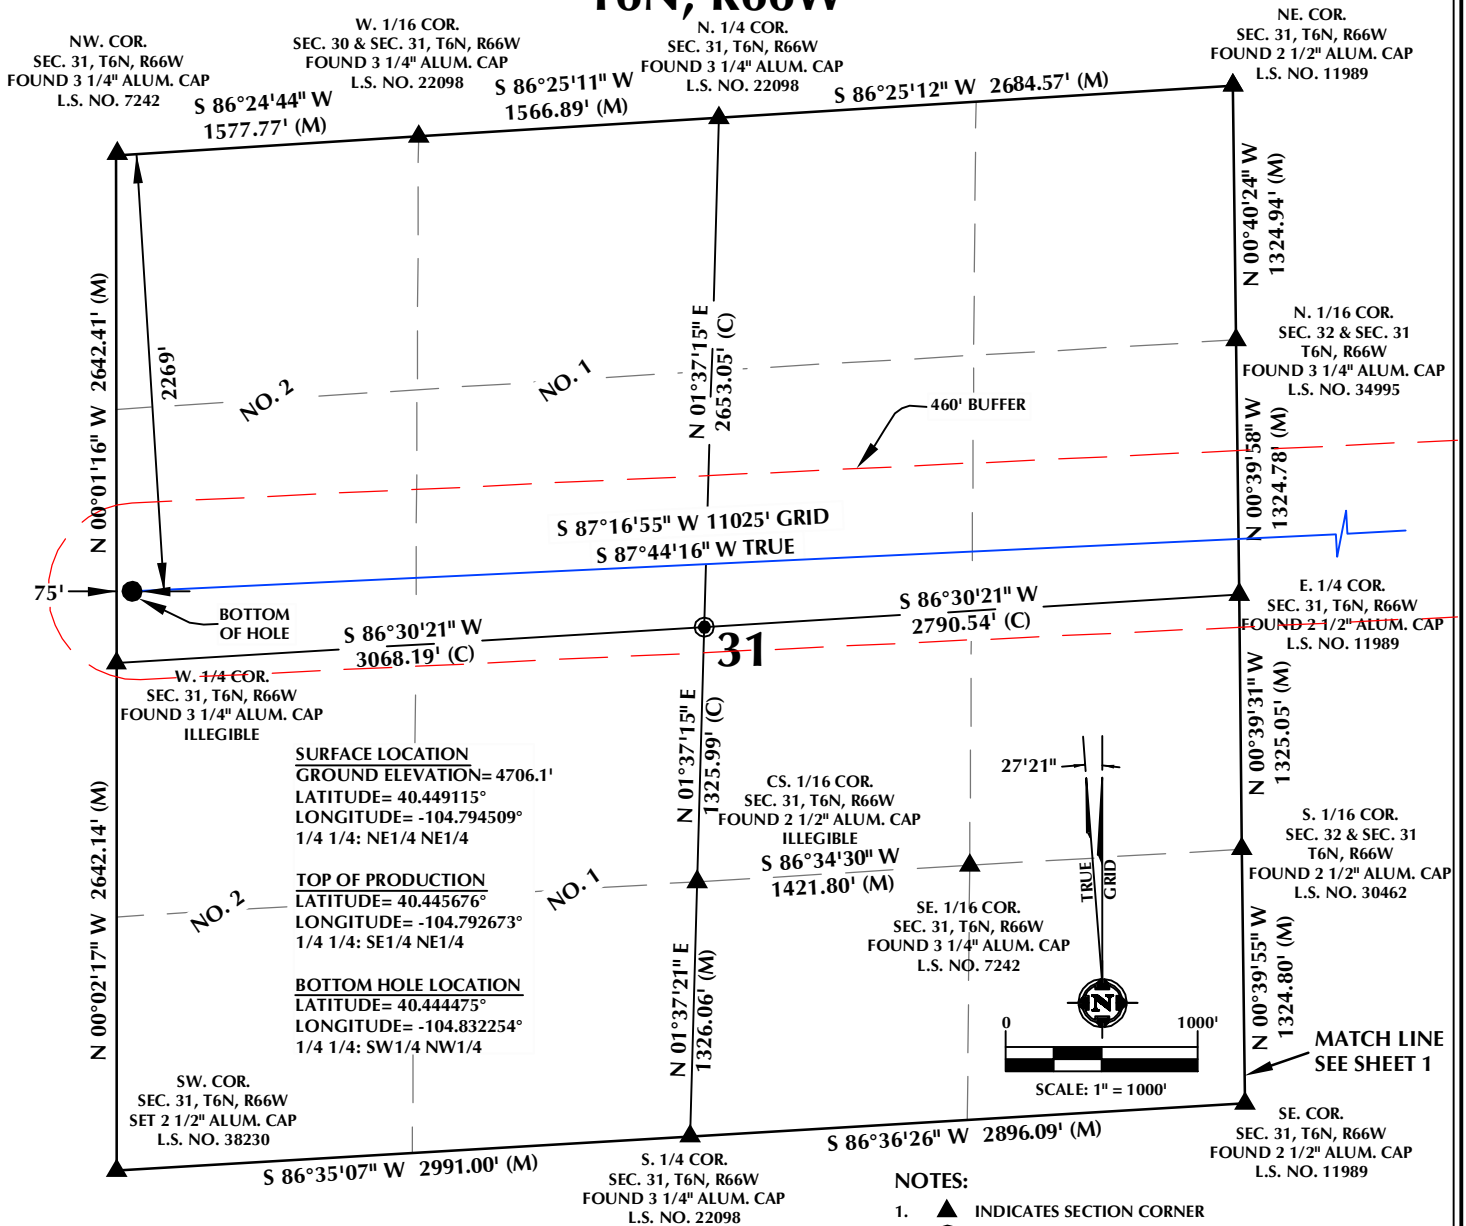 T6N, R66W
NW. COR.
SEC. 31, T6N, R66W
FOUND 3 1/4" ALUM. CAP
L.S. NO. 7242
W. 1/16 COR.
SEC. 30 & SEC. 31, T6N, R66W
FOUND 3 1/4" ALUM. CAP
L.S. NO. 22098
N. 1/4 COR.
SEC. 31, T6N, R66W
FOUND 3 1/4" ALUM. CAP
L.S. NO. 22098
NE. COR.
SEC. 31, T6N, R66W
FOUND 2 1/2" ALUM. CAP
L.S. NO. 11989
S 86°24'44" W
1577.77' (M)
S 86°25'11" W
1566.89' (M)
S 86°25'12" W 2684.57' (M)
N 00°40'24" W
1324.94' (M)
N 00°01'16" W 2642.41' (M)
2269'
NO. 2
NO. 1
N 01°37'15" E
2653.05' (C)
N. 1/16 COR.
SEC. 32 & SEC. 31
T6N, R66W
FOUND 3 1/4" ALUM. CAP
L.S. NO. 34995
460' BUFFER
N 00°39'58" W
1324.78' (M)
S 87°16'55" W 11025' GRID
S 87°44'16" W TRUE
75'
BOTTOM
OF HOLE
S 86°30'21" W
3068.19' (C)
S 86°30'21" W
2790.54' (C)
31
E. 1/4 COR.
SEC. 31, T6N, R66W
FOUND 2 1/2" ALUM. CAP
L.S. NO. 11989
W. 1/4 COR.
SEC. 31, T6N, R66W
FOUND 3 1/4" ALUM. CAP
ILLEGIBLE
N 01°37'15" E
1325.99' (C)
N 00°39'31" W
1325.05' (M)
SURFACE LOCATION
GROUND ELEVATION= 4706.1'
LATITUDE= 40.449115°
LONGITUDE= -104.794509°
1/4 1/4: NE1/4 NE1/4
TOP OF PRODUCTION
LATITUDE= 40.445676°
LONGITUDE= -104.792673°
1/4 1/4: SE1/4 NE1/4
BOTTOM HOLE LOCATION
LATITUDE= 40.444475°
LONGITUDE= -104.832254°
1/4 1/4: SW1/4 NW1/4
27'21"
CS. 1/16 COR.
SEC. 31, T6N, R66W
FOUND 2 1/2" ALUM. CAP
ILLEGIBLE
S 86°34'30" W
1421.80' (M)
S. 1/16 COR.
SEC. 32 & SEC. 31
T6N, R66W
FOUND 2 1/2" ALUM. CAP
L.S. NO. 30462
N 00°02'17" W 2642.14' (M)
NO. 2
NO. 1
TRUE
GRID
SE. 1/16 COR.
SEC. 31, T6N, R66W
FOUND 3 1/4" ALUM. CAP
L.S. NO. 7242
N
N 01°37'21" E
1326.06' (M)
N 00°39'55" W
1324.80' (M)
0 1000'
SCALE: 1" = 1000'
MATCH LINE
SEE SHEET 1
SW. COR.
SEC. 31, T6N, R66W
SET 2 1/2" ALUM. CAP
L.S. NO. 38230
SE. COR.
SEC. 31, T6N, R66W
FOUND 2 1/2" ALUM. CAP
L.S. NO. 11989
S 86°35'07" W 2991.00' (M)
S 86°36'26" W 2896.09' (M)
S. 1/4 COR.
SEC. 31, T6N, R66W
FOUND 3 1/4" ALUM. CAP
L.S. NO. 22098
NOTES:
1. ▲ INDICATES SECTION CORNER